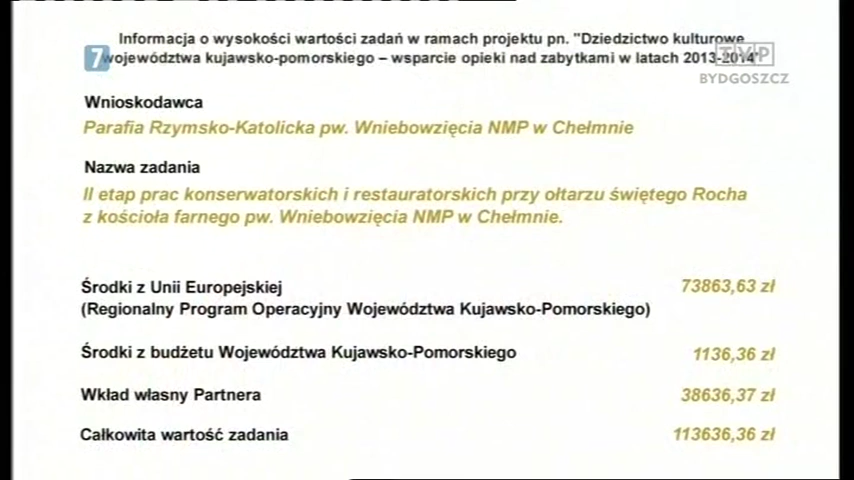 Informacja o wysokości wartości zadań w ramach projektu pn. "Dziedzictwo kulturowe
7 województwa kujawsko-pomorskiego – wsparcie opieki nad zabytkami w latach 2013-2014"
TVP
BYDGOSZCZ
Wnioskodawca
Parafia Rzymsko-Katolicka pw. Wniebowzięcia NMP w Chełmnie
Nazwa zadania
II etap prac konserwatorskich i restauratorskich przy ołtarzu świętego Rocha
z kościoła farnego pw. Wniebowzięcia NMP w Chełmnie.
Środki z Unii Europejskiej 73863,63 zł
(Regionalny Program Operacyjny Województwa Kujawsko-Pomorskiego)
Środki z budżetu Województwa Kujawsko-Pomorskiego 1136,36 zł
Wkład własny Partnera 38636,37 zł
Całkowita wartość zadania 113636,36 zł